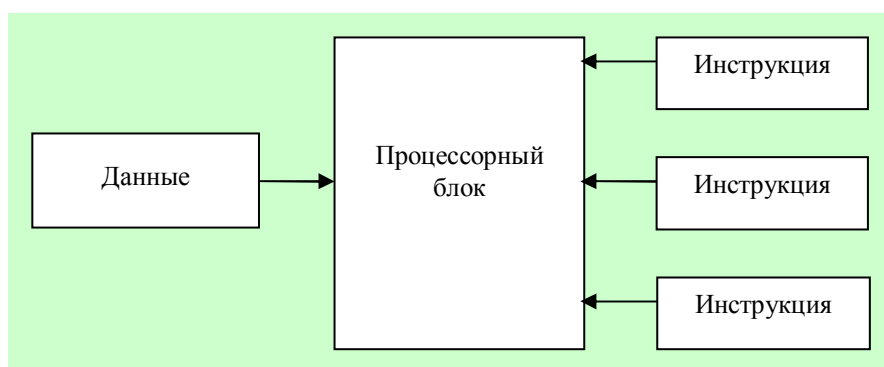 Данные
Процессорный
блок
Инструкция
Инструкция
Инструкция